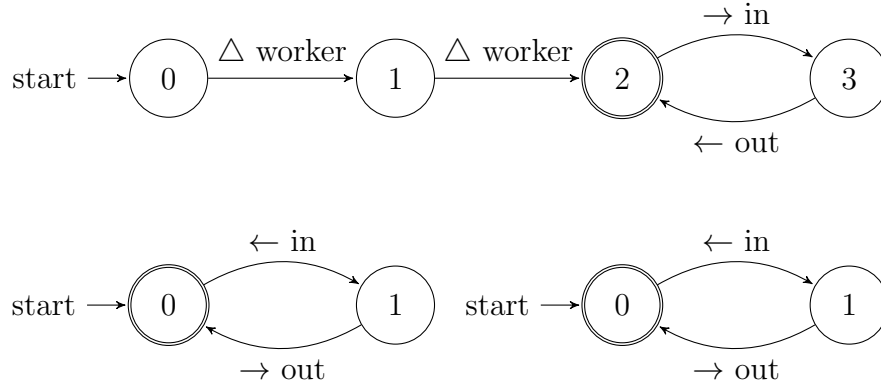 → in
△ worker △ worker
start 0 1 2 3
← out
← in ← in
start 0 1 start 0 1
→ out → out